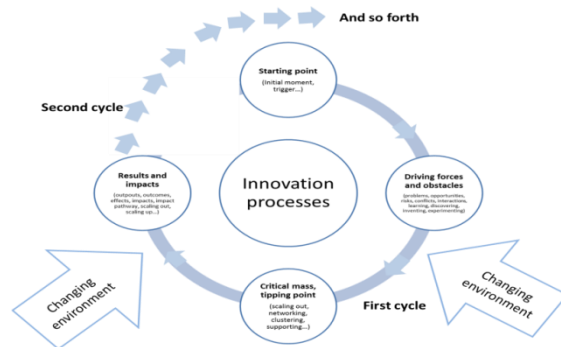 And so forth
Starting point
(initial moment,
trigger...)
Second cycle
Results and
impacts
(outpouts, outcomes,
effects, impacts, impact
pathway, scaling out,
scaling up...)
Innovation
processes
Driving forces
and obstacles
(problems, opportunities,
risks, conflicts, interactions,
learning, discovering,
inventing, experimenting)
Critical mass,
tipping point
(scaling out,
networking,
clustering,
supporting...)
First cycle
Changing
environment
Changing
environment